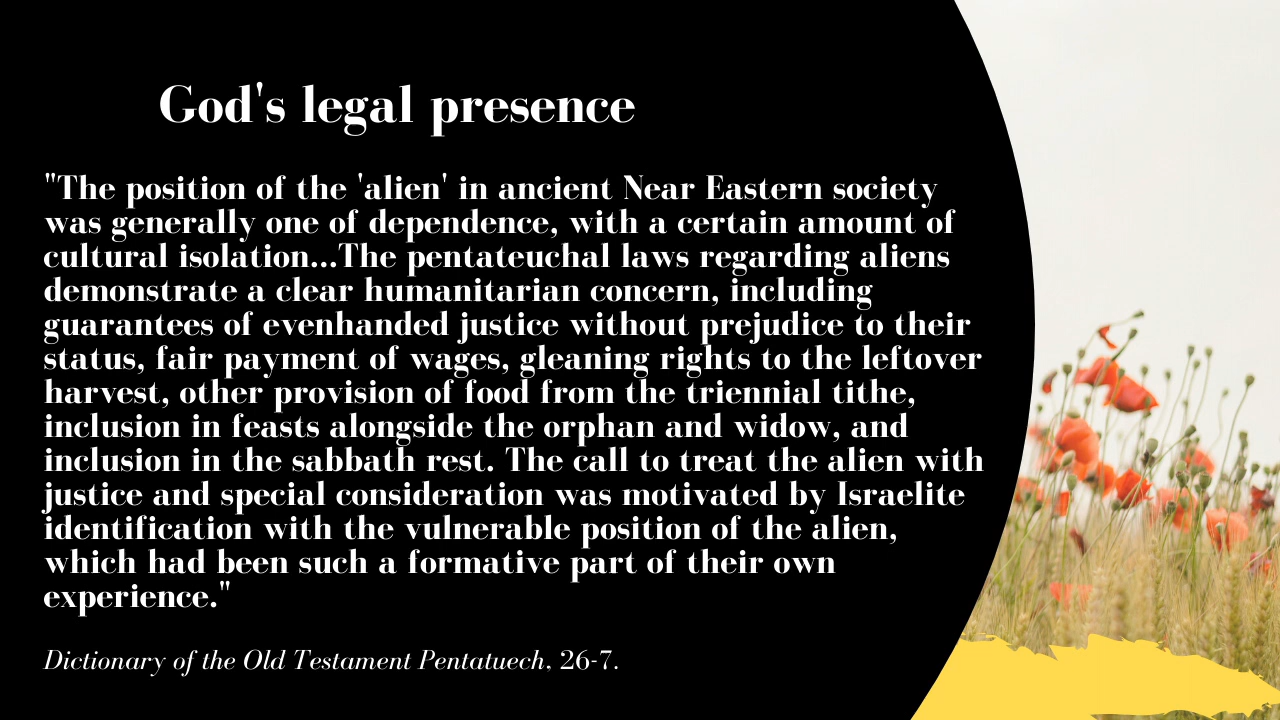 God's legal presence
"The position of the 'alien' in ancient Near Eastern society
was generally one of dependence, with a certain amount of
cultural isolation...The pentateuchal laws regarding aliens
demonstrate a clear humanitarian concern, including
guarantees of evenhanded justice without prejudice to their
status, fair payment of wages, gleaning rights to the leftover
harvest, other provision of food from the triennial tithe,
inclusion in feasts alongside the orphan and widow, and
inclusion in the sabbath rest. The call to treat the alien with
justice and special consideration was motivated by Israelite
identification with the vulnerable position of the alien,
which had been such a formative part of their own
experience."
Dictionary of the Old Testament Pentatuech, 26-7.